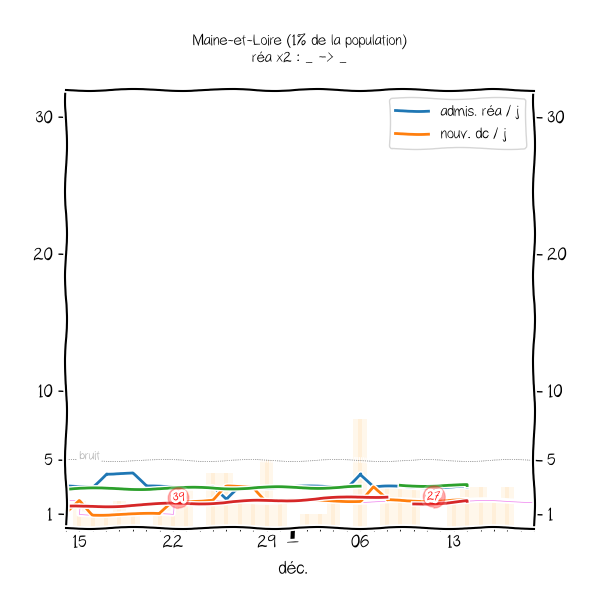 Maine-et-Loire (1% de la population)
réa x2 : _ -> _
admis. réa / j
nouv. dc / j
30
30
20
20
10
10
bruit
5
5
39
27
1
1
15
22
29
06
13
déc.